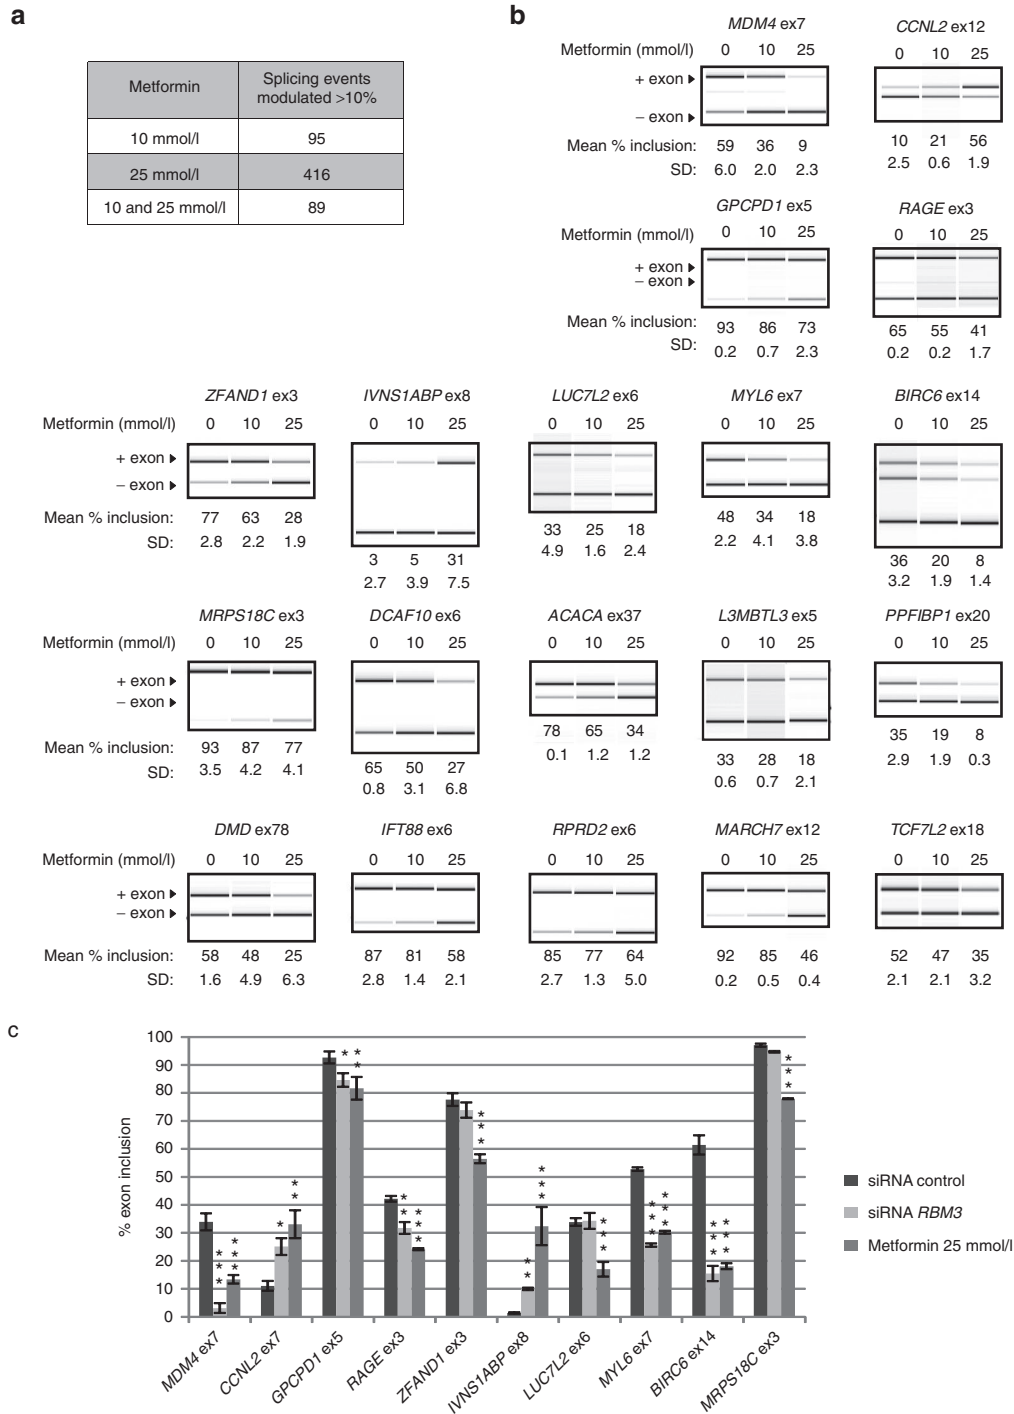 a
Metformin
Splicing events
modulated >10%
10 mmol/l 95
25 mmol/l 416
10 and 25 mmol/l 89
b
MDM4 ex7 CCNL2 ex12
Metformin (mmol/l) 0 10 25 0 10 25
+ exon
– exon
Mean % inclusion: 59 36 9 10 21 56
SD: 6.0 2.0 2.3 2.5 0.6 1.9
GPCPD1 ex5 RAGE ex3
Metformin (mmol/l) 0 10 25 0 10 25
+ exon
– exon
Mean % inclusion: 93 86 73 65 55 41
SD: 0.2 0.7 2.3 0.2 0.2 1.7
ZFAND1 ex3 IVNS1ABP ex8 LUC7L2 ex6 MYL6 ex7 BIRC6 ex14
Metformin (mmol/l) 0 10 25 0 10 25 0 10 25 0 10 25 0 10 25
+ exon
– exon
Mean % inclusion: 77 63 28 3 5 31 33 25 18 48 34 18 36 20 8
SD: 2.8 2.2 1.9 2.7 3.9 7.5 4.9 1.6 2.4 2.2 4.1 3.8 3.2 1.9 1.4
MRPS18C ex3 DCAF10 ex6 ACACA ex37 L3MBTL3 ex5 PPFIBP1 ex20
Metformin (mmol/l) 0 10 25 0 10 25 0 10 25 0 10 25 0 10 25
+ exon
– exon
Mean % inclusion: 93 87 77 65 50 27 78 65 34 33 28 18 35 19 8
SD: 3.5 4.2 4.1 0.8 3.1 6.8 0.1 1.2 1.2 0.6 0.7 2.1 2.9 1.9 0.3
DMD ex78 IFT88 ex6 RPRD2 ex6 MARCH7 ex12 TCF7L2 ex18
Metformin (mmol/l) 0 10 25 0 10 25 0 10 25 0 10 25 0 10 25
+ exon
– exon
Mean % inclusion: 58 48 25 87 81 58 85 77 64 92 85 46 52 47 35
SD: 1.6 4.9 6.3 2.8 1.4 2.1 2.7 1.3 5.0 0.2 0.5 0.4 2.1 2.1 3.2
c
% exon inclusion
100
90
80
70
60
50
40
30
20
10
0
*** *** * ** * ** ** *** *** ** *** *** *** *** *** *** ***
MDM4 ex7
CCNL2 ex7
GPCPD1 ex5
RAGE ex3
ZFAND1 ex3
IVNS1ABP ex8
LUC7L2 ex6
MYL6 ex7
BIRC6 ex14
MRPS18C ex3
siRNA control
siRNA RBM3
Metformin 25 mmol/l